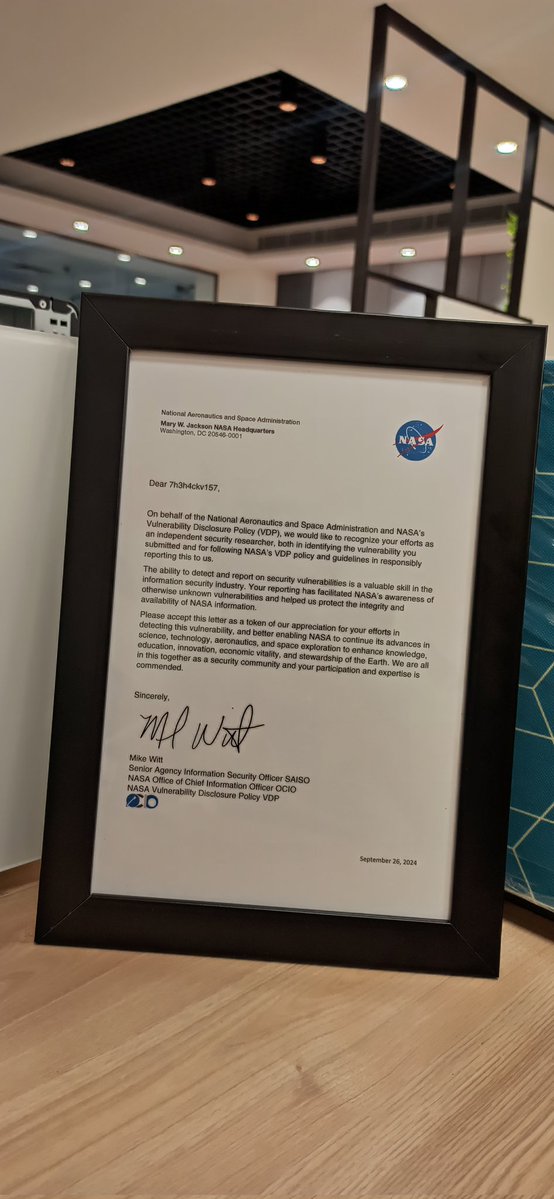 National Aeronautics and Space Administration
Mary W. Jackson NASA Headquarters
Washington, DC 20546-0001
NASA
Dear 7h3h4ckv157,
On behalf of the National Aeronautics and Space Administration and NASA's
Vulnerability Disclosure Policy (VDP), we would like to recognize your efforts as
an independent security researcher, both in identifying the vulnerability you
submitted and for following NASA's VDP policy and guidelines in responsibly
reporting this to us.
The ability to detect and report on security vulnerabilities is a valuable skill in the
information security industry. Your reporting has facilitated NASA's awareness of
otherwise unknown vulnerabilities and helped us protect the integrity and
availability of NASA information.
Please accept this letter as a token of our appreciation for your efforts in
detecting this vulnerability, and better enabling NASA to continue its advances in
science, technology, aeronautics, and space exploration to enhance knowledge,
education, innovation, economic vitality, and stewardship of the Earth. We are all
in this together as a security community and your participation and expertise is
commended.
Sincerely,
Mike Witt
Senior Agency Information Security Officer SAISO
NASA Office of Chief Information Officer OCIO
NASA Vulnerability Disclosure Policy VDP
September 26, 2024